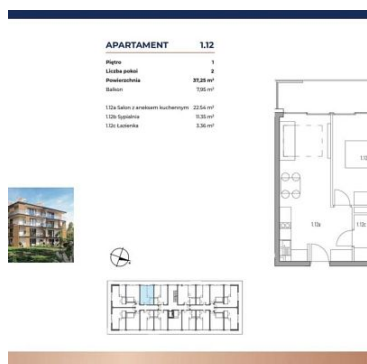 APARTAMENT 1.12
Piętro 1
Liczba pokoi 2
Powierzchnia 37,25 m²
Balkon 7,95 m²
1.12a Salon z aneksem kuchennym 22.54 m²
1.12b Sypialnia 11.35 m²
1.12c Łazienka 3.36 m²